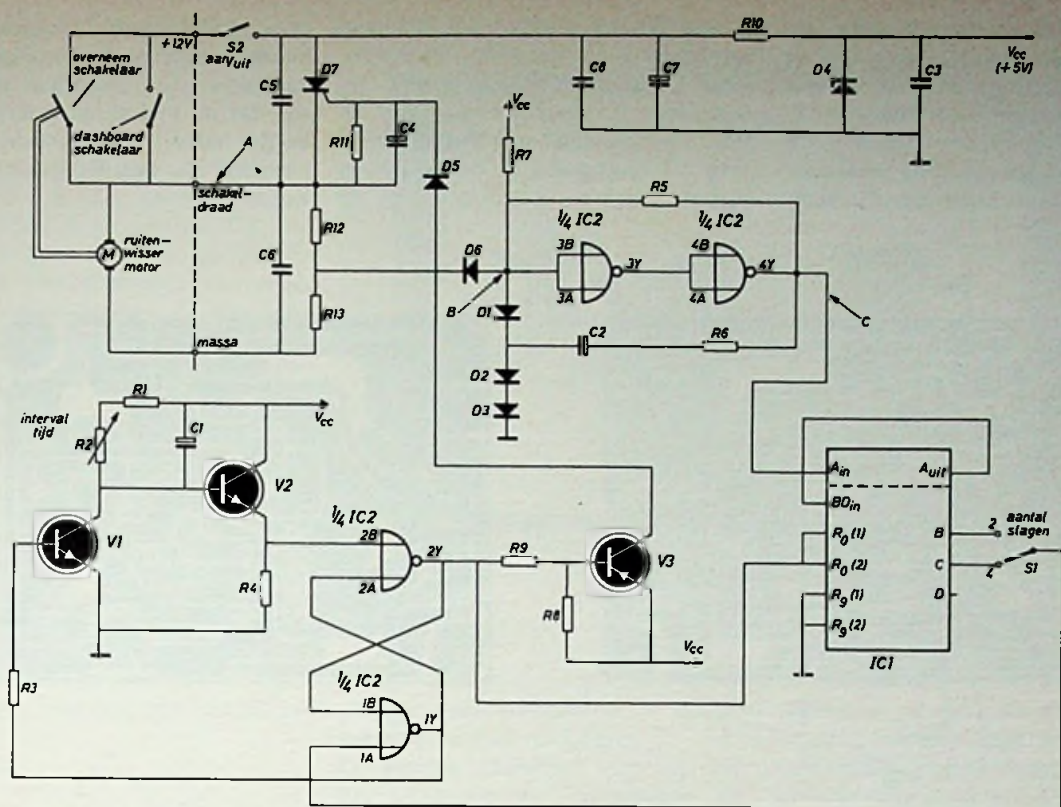 +12V
S2
aan/uit
R10
Vcc
(+5V)
overneem
schakelaar
D7
C5
C8
C7
D4
C3
dashboard
schakelaar
A
R11
C4
Vcc
R7
D5
schakel-
draad
R5
¼ IC2
¼ IC2
M
ruiten-
wisser
motor
C6
R12
D6
3B
3A
3Y
4B
4A
4Y
B
C
R13
D1
C2
R6
massa
D2
D3
R1
Vcc
interval
tijd
R2
C1
V2
V1
A in
A uit
BD in
R0(1)
R0(2)
R9(1)
R9(2)
B
C
D
2
4
aantal
slagen
S1
IC1
¼ IC2
2B
2A
2Y
R9
V3
R4
R8
Vcc
R3
¼ IC2
1B
1A
1Y